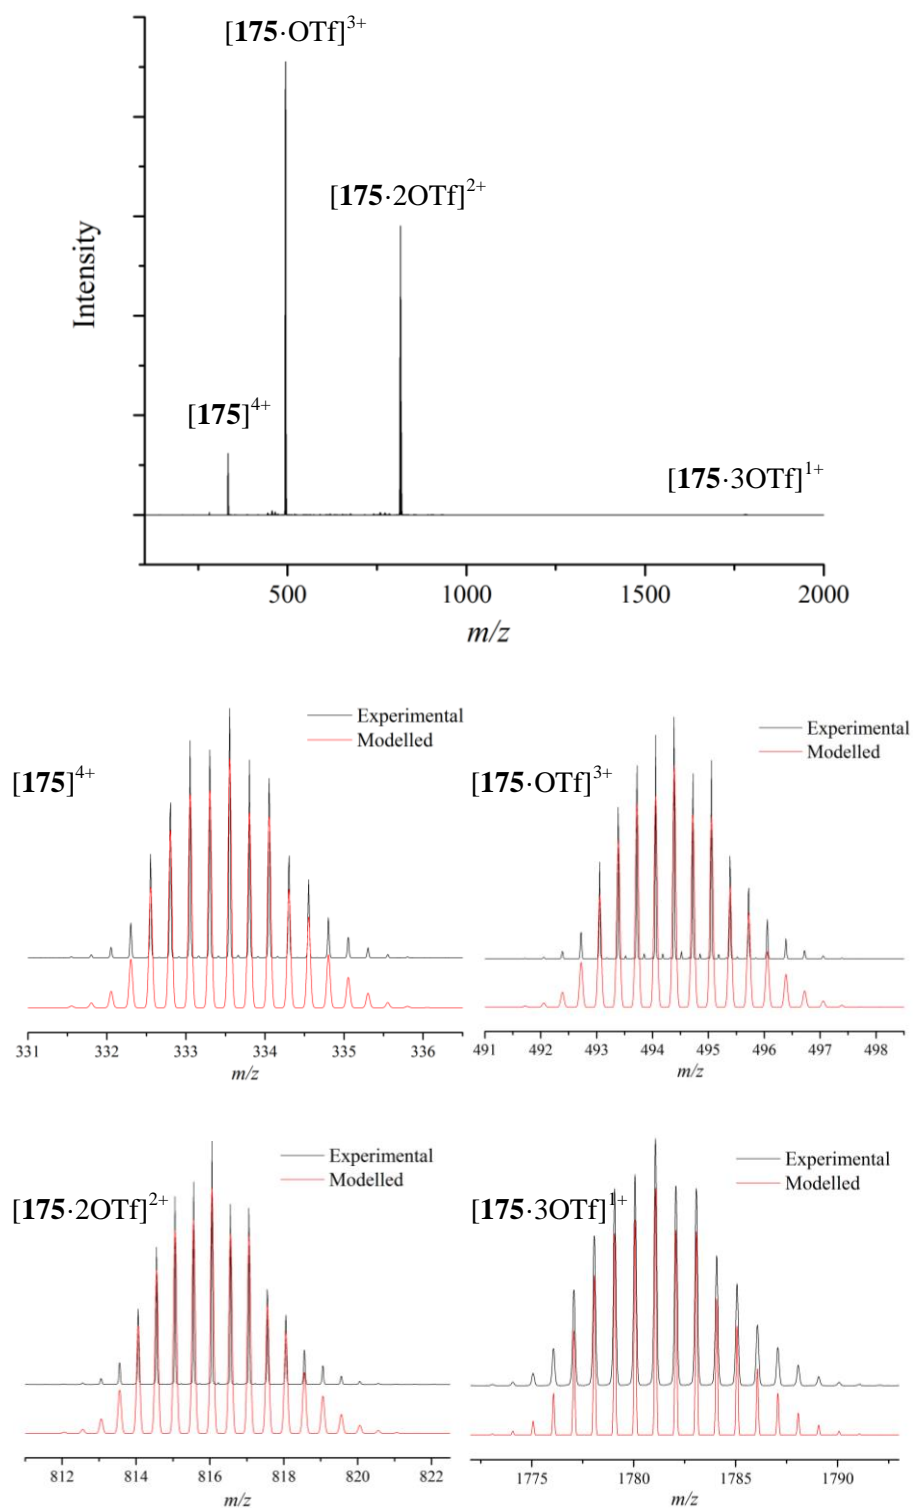 [175·OTf]3+
[175·2OTf]2+
[175]4+
[175·3OTf]1+
Intensity
500 1000 1500 2000
m/z
Experimental
Modelled
[175]4+
331 332 333 334 335 336
m/z
Experimental
Modelled
[175·OTf]3+
491 492 493 494 495 496 497 498
m/z
Experimental
Modelled
[175·2OTf]2+
812 814 816 818 820 822
m/z
Experimental
Modelled
[175·3OTf]1+
1775 1780 1785 1790
m/z